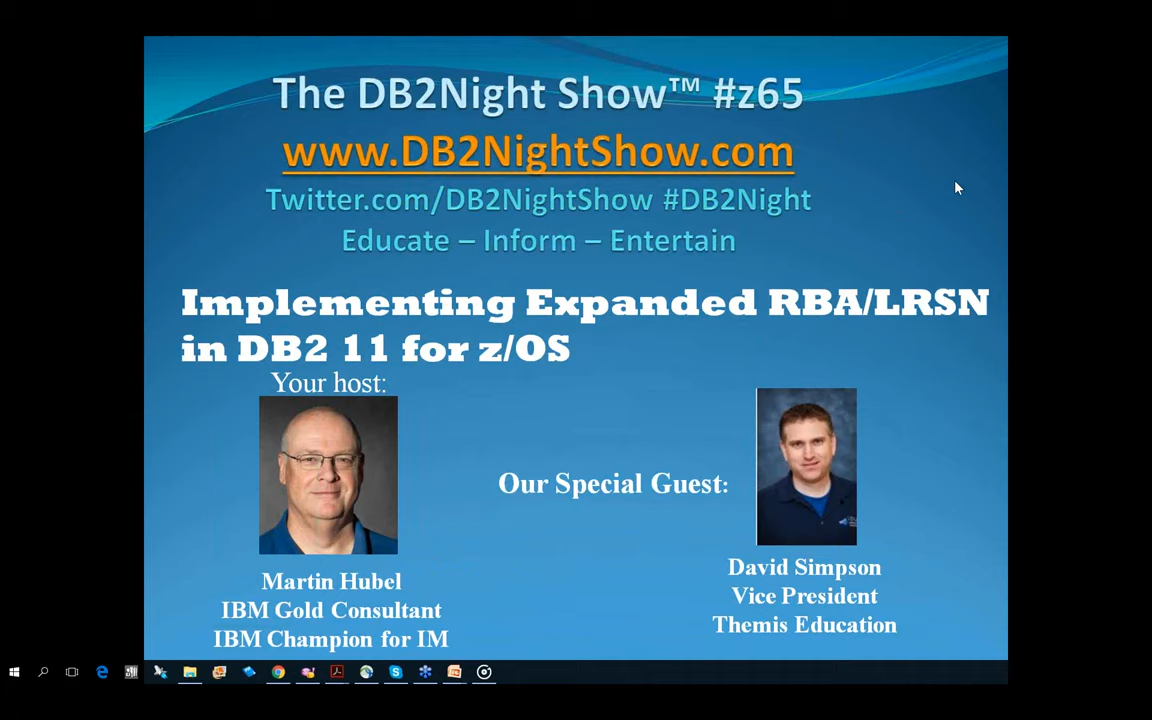 The DB2Night Show™ #z65
www.DB2NightShow.com
Twitter.com/DB2NightShow #DB2Night
Educate – Inform – Entertain
Implementing Expanded RBA/LRSN
in DB2 11 for z/OS
Your host:
Our Special Guest:
Martin Hubel
IBM Gold Consultant
IBM Champion for IM
David Simpson
Vice President
Themis Education